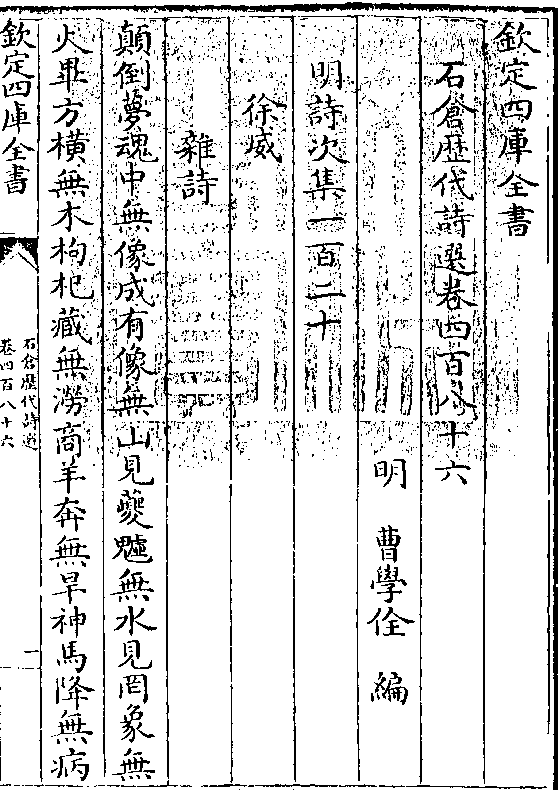 欽定四庫全書
石倉歴代詩選卷四百八十六
明 曹學佺 編
明詩次集一百二十
徐威
雜詩
顛倒夢魂中無像成有像無山見夔魖無水見罔象無
火畢方橫無木枸杞藏無澇商羊奔無旱神馬降無病
欽定四庫全書
石倉歷代詩選
卷四百八十六
一